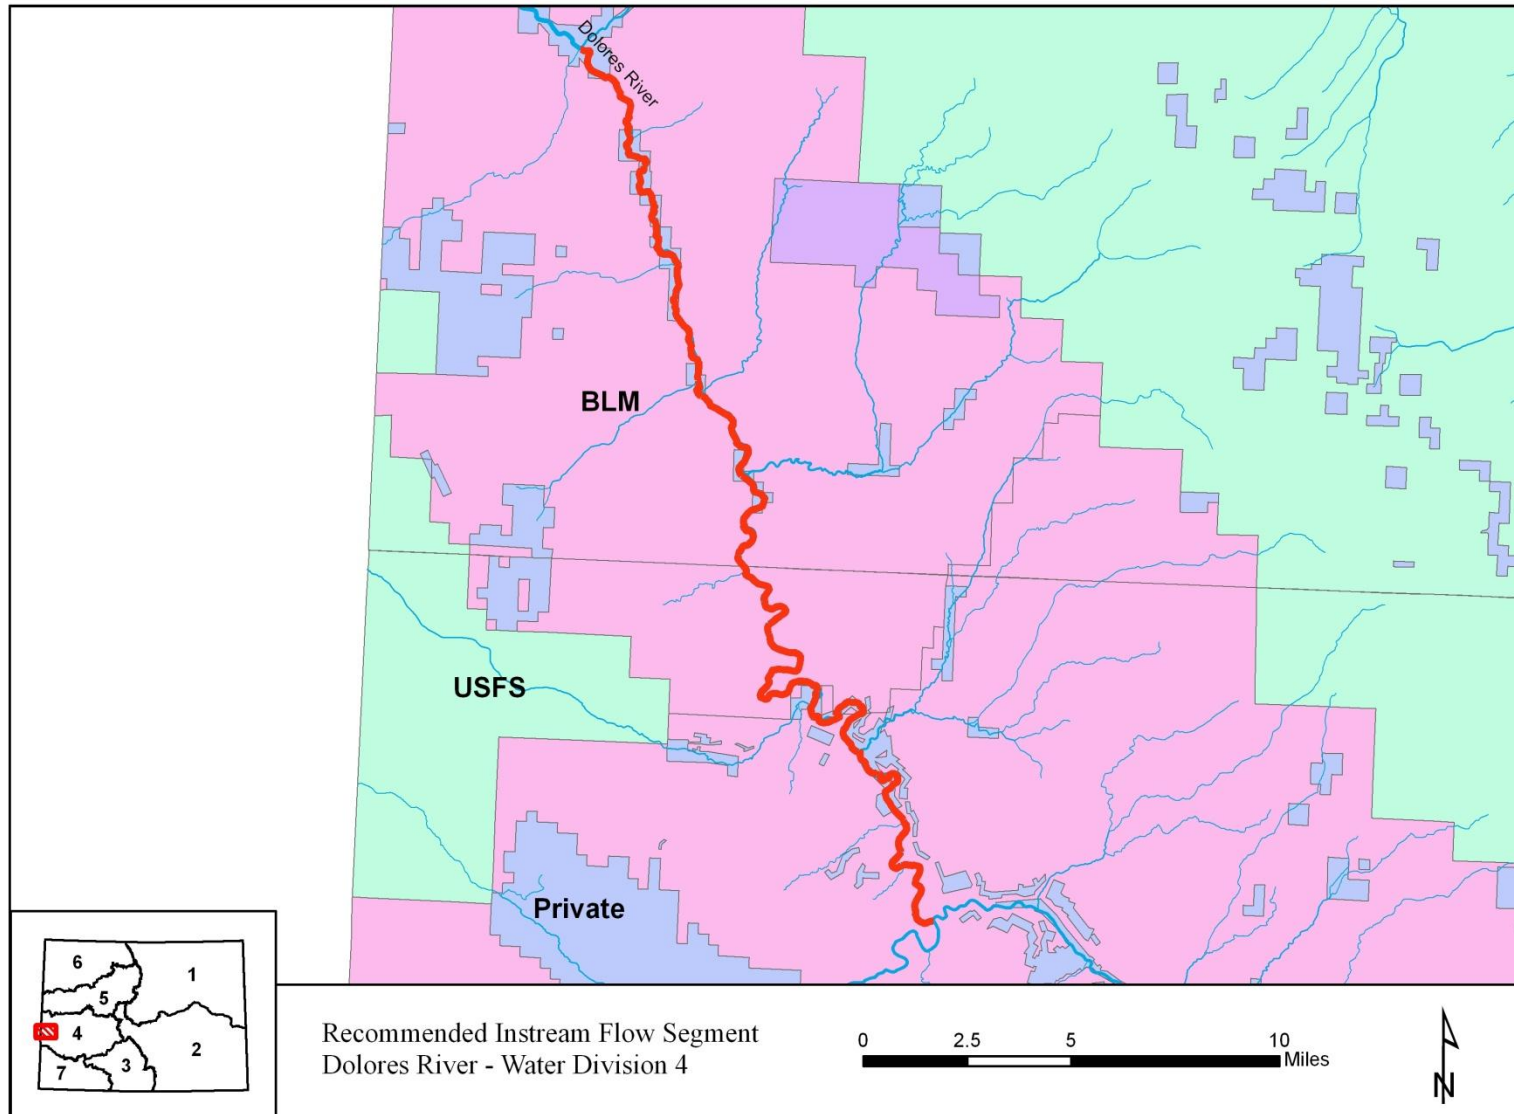 Dolores River
BLM
USFS
Private
6
1
5
4
2
3
7
Recommended Instream Flow Segment
Dolores River - Water Division 4
0 2.5 5 10
Miles
N